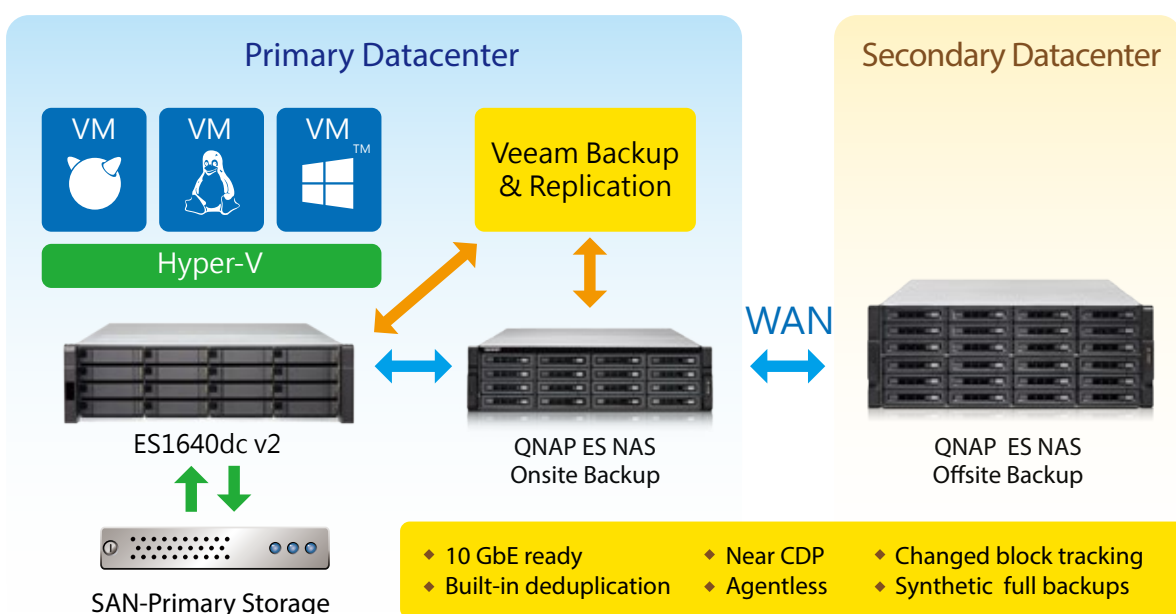 Primary Datacenter
Secondary Datacenter
VM
VM
VM
TM
Veeam Backup
& Replication
Hyper-V
WAN
ES1640dc v2
QNAP ES NAS
Onsite Backup
QNAP ES NAS
Offsite Backup
◆ 10 GbE ready
◆ Near CDP
◆ Changed block tracking
◆ Built-in deduplication
◆ Agentless
◆ Synthetic full backups
SAN-Primary Storage